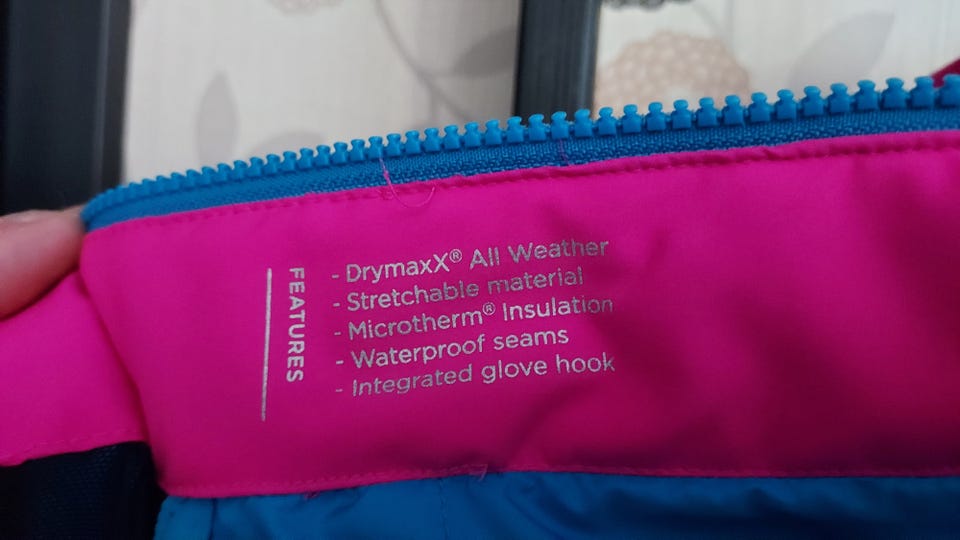 FEATURES
- DrymaxX® All Weather
- Stretchable material
- Microtherm® Insulation
- Waterproof seams
- Integrated glove hook